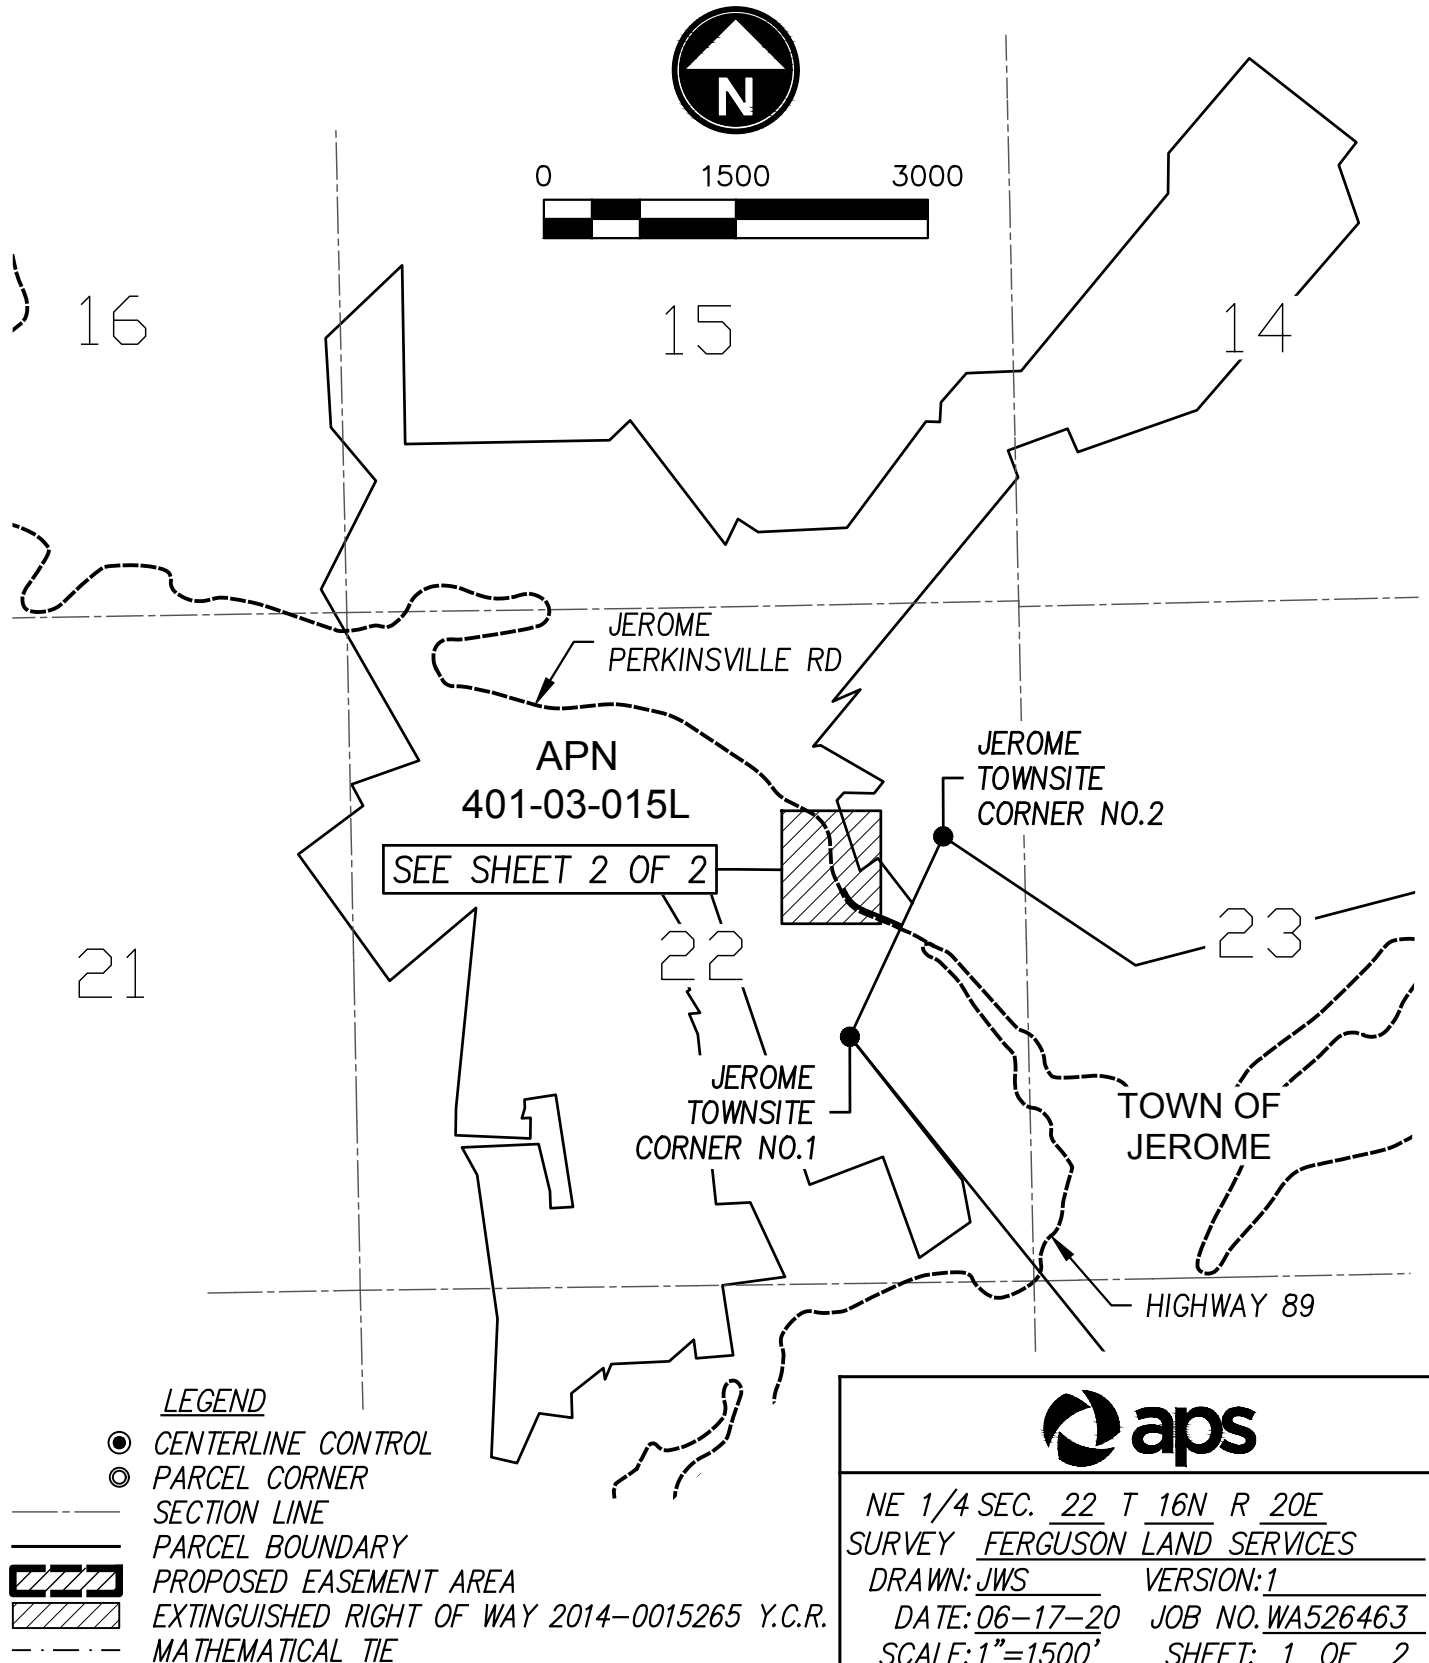 N
0 1500 3000
16
15
14
JEROME
PERKINSVILLE RD
APN
401-03-015L
JEROME
TOWNSITE
CORNER NO.2
SEE SHEET 2 OF 2
22
23
21
JEROME
TOWNSITE
CORNER NO.1
TOWN OF
JEROME
HIGHWAY 89
LEGEND
CENTERLINE CONTROL
PARCEL CORNER
SECTION LINE
PARCEL BOUNDARY
PROPOSED EASEMENT AREA
EXTINGUISHED RIGHT OF WAY 2014-0015265 Y.C.R.
MATHEMATICAL TIE
aps
NE 1/4 SEC. 22 T 16N R 20E
SURVEY FERGUSON LAND SERVICES
DRAWN: JWS VERSION: 1
DATE: 06-17-20 JOB NO. WA526463
SCALE: 1"=1500' SHEET: 1 OF 2